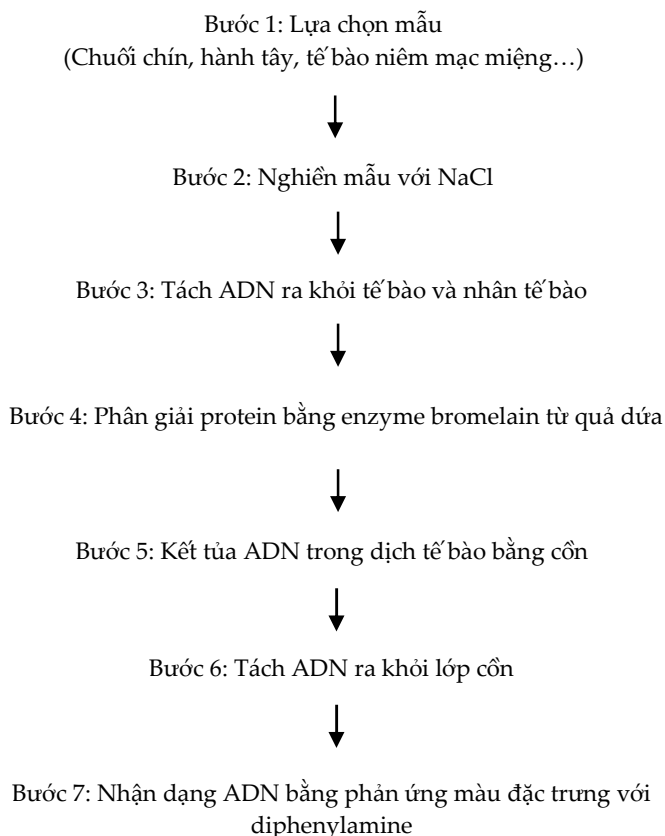 Bước 1: Lựa chọn mẫu
(Chuối chín, hành tây, tế bào niêm mạc miệng…)
Bước 2: Nghiền mẫu với NaCl
Bước 3: Tách ADN ra khỏi tế bào và nhân tế bào
Bước 4: Phân giải protein bằng enzyme bromelain từ quả dứa
Bước 5: Kết tủa ADN trong dịch tế bào bằng cồn
Bước 6: Tách ADN ra khỏi lớp cồn
Bước 7: Nhận dạng ADN bằng phản ứng màu đặc trưng với
diphenylamine